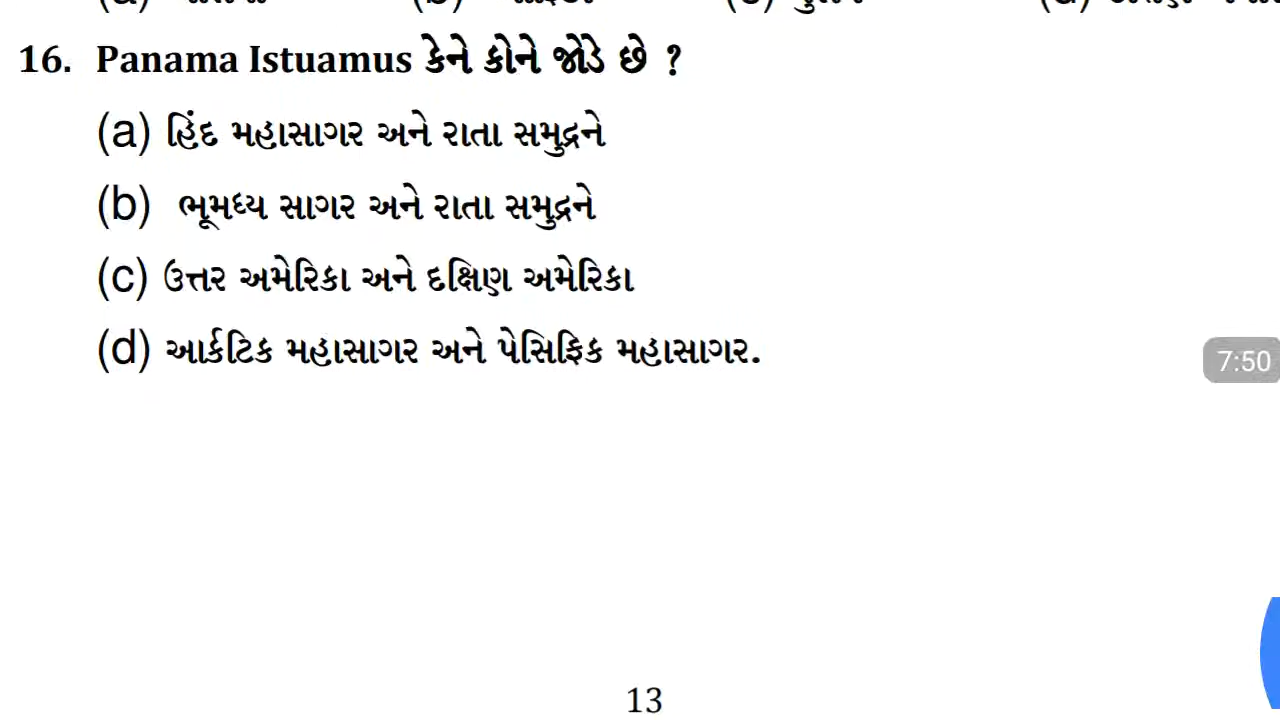 16. Panama Istuamus કેને કોને જોડે છે ?
(a) હિંદ મહાસાગર અને રાતા સમુદ્રને
(b) ભૂમધ્ય સાગર અને રાતા સમુદ્રને
(c) ઉત્તર અમેરિકા અને દક્ષિણ અમેરિકા
(d) આર્કટિક મહાસાગર અને પેસિફિક મહાસાગર.
7:50
13